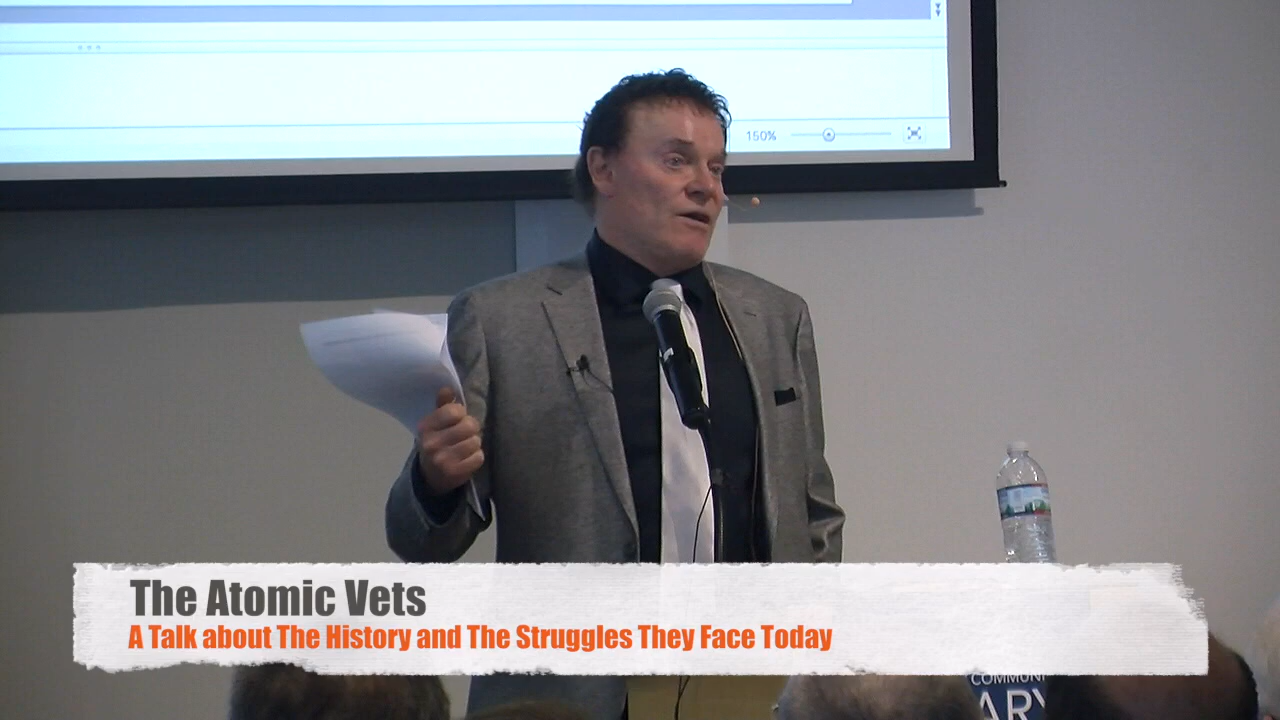 150%
The Atomic Vets
A Talk about The History and The Struggles They Face Today